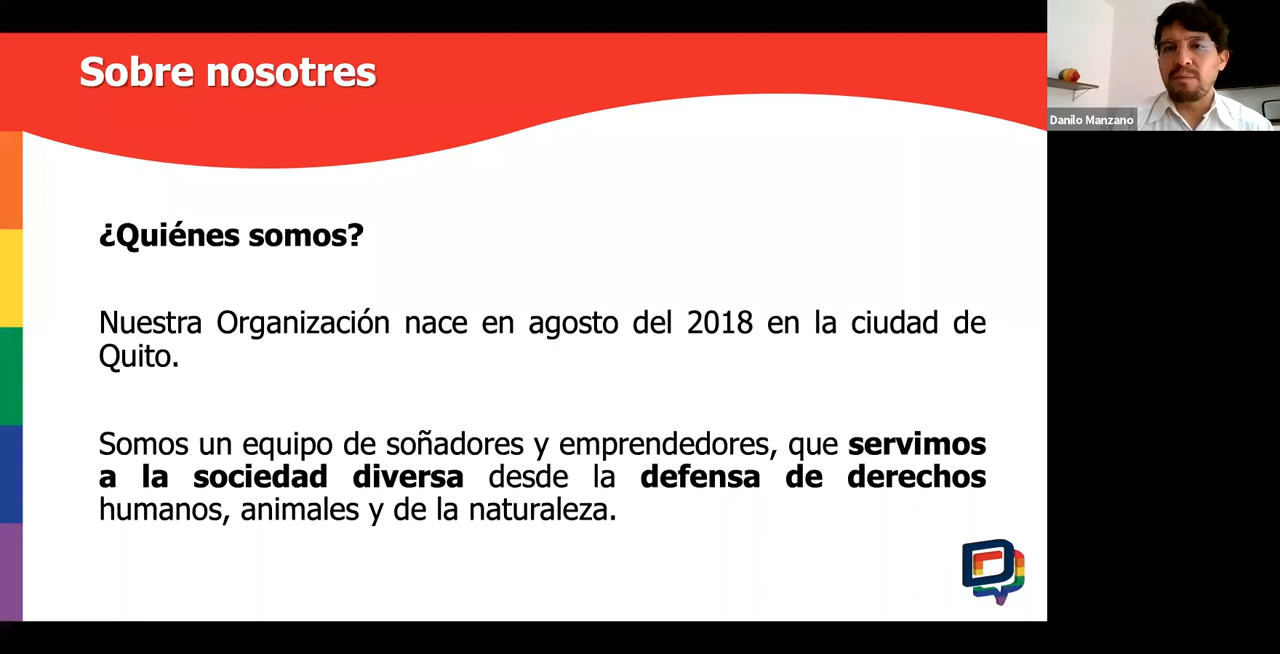 Sobre nosotres
Danilo Manzano
¿Quiénes somos?
Nuestra Organización nace en agosto del 2018 en la ciudad de
Quito.
Somos un equipo de soñadores y emprendedores, que servimos
a la sociedad diversa desde la defensa de derechos
humanos, animales y de la naturaleza.